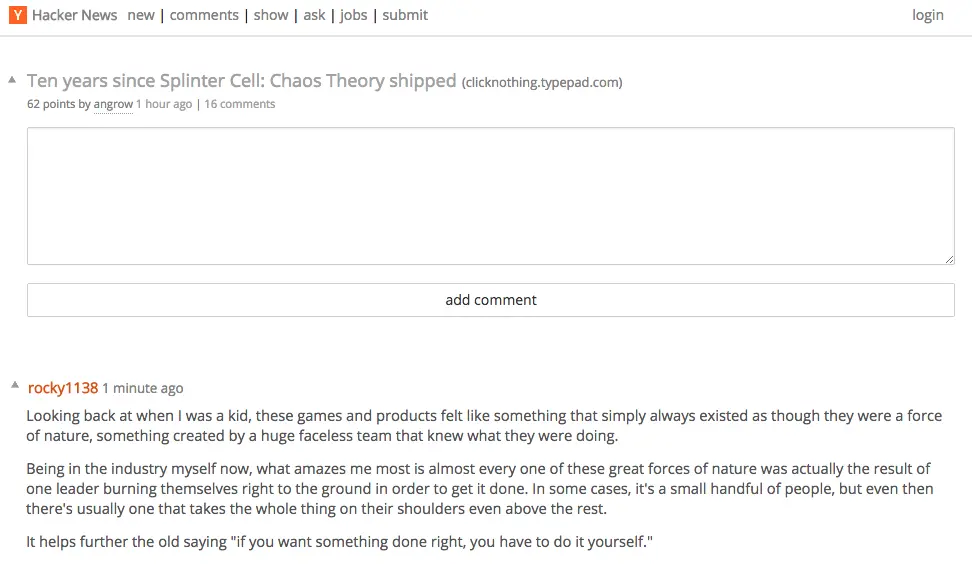 Y Hacker News new | comments | show | ask | jobs | submit login
Ten years since Splinter Cell: Chaos Theory shipped (clicknothing.typepad.com)
62 points by angrow 1 hour ago | 16 comments
add comment
rocky1138 1 minute ago
Looking back at when I was a kid, these games and products felt like something that simply always existed as though they were a force
of nature, something created by a huge faceless team that knew what they were doing.
Being in the industry myself now, what amazes me most is almost every one of these great forces of nature was actually the result of
one leader burning themselves right to the ground in order to get it done. In some cases, it's a small handful of people, but even then
there's usually one that takes the whole thing on their shoulders even above the rest.
It helps further the old saying "if you want something done right, you have to do it yourself."